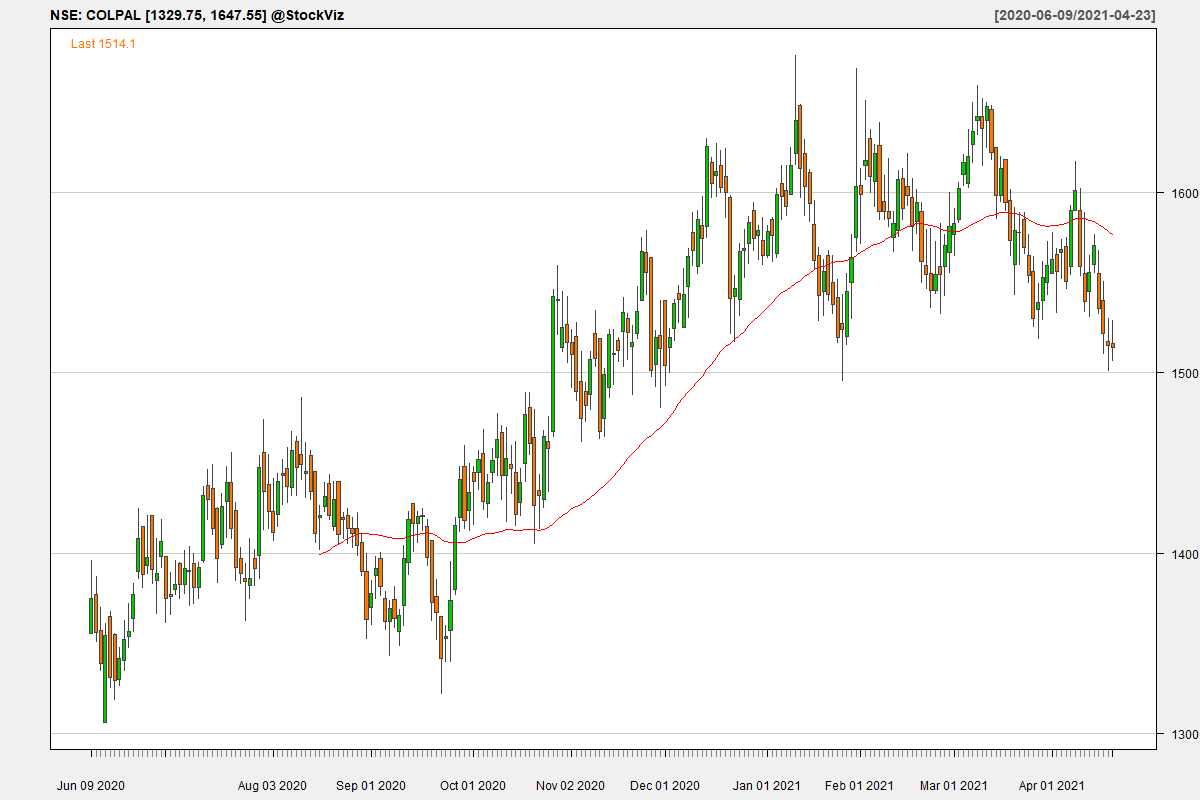 NSE: COLPAL [1329.75, 1647.55] @StockViz [2020-06-09/2021-04-23]
Last 1514.1
1600
1500
1400
1300
Jun 09 2020 Aug 03 2020 Sep 01 2020 Oct 01 2020 Nov 02 2020 Dec 01 2020 Jan 01 2021 Feb 01 2021 Mar 01 2021 Apr 01 2021